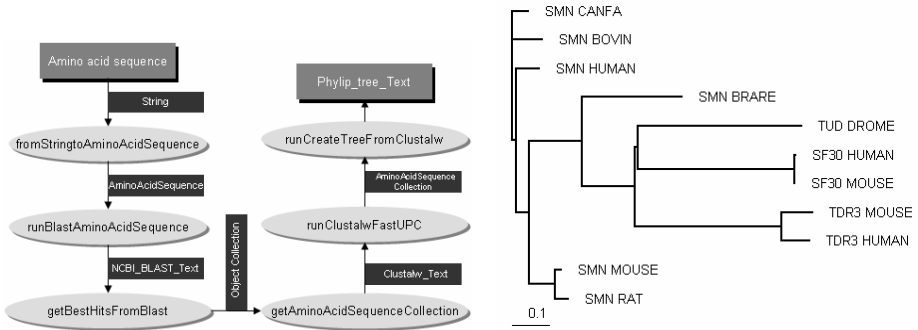 Amino acid sequence
String
fromStringtoAminoAcidSequence
AminoAcidSequence
runBlastAminoAcidSequence
NCBI_BLAST_Text
getBestHitsFromBlast
Object Collection
Phylip_tree_Text
runCreateTreeFromClustalw
AminoAcidSequence
Collection
runClustalwFastUPC
Clustalw_Text
getAminoAcidSequenceCollection
SMN CANFA
SMN BOVIN
SMN HUMAN
SMN BRARE
TUD DROME
SF30 HUMAN
SF30 MOUSE
TDR3 MOUSE
TDR3 HUMAN
SMN MOUSE
SMN RAT
0.1